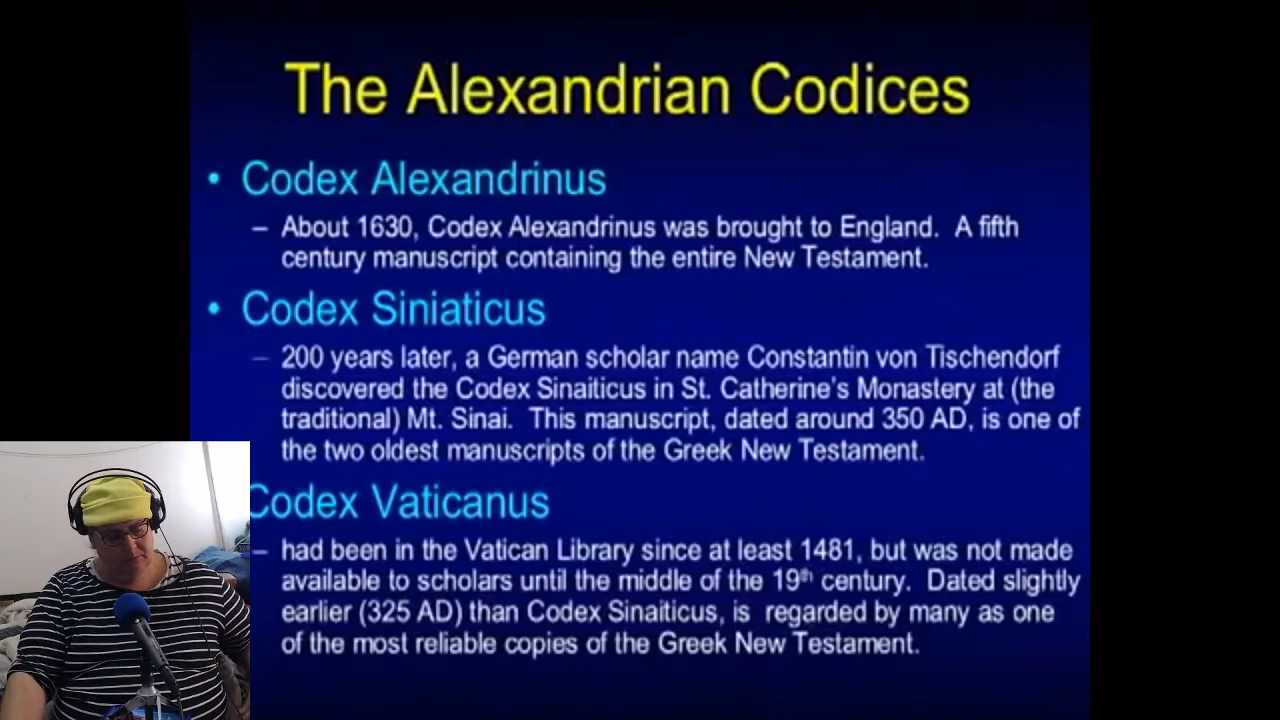 The Alexandrian Codices
• Codex Alexandrinus
– About 1630, Codex Alexandrinus was brought to England. A fifth
century manuscript containing the entire New Testament.
• Codex Siniaticus
– 200 years later, a German scholar name Constantin von Tischendorf
discovered the Codex Sinaiticus in St. Catherine's Monastery at (the
traditional) Mt. Sinai. This manuscript, dated around 350 AD, is one of
the two oldest manuscripts of the Greek New Testament.
Codex Vaticanus
– had been in the Vatican Library since at least 1481, but was not made
available to scholars until the middle of the 19th century. Dated slightly
earlier (325 AD) than Codex Sinaiticus, is regarded by many as one
of the most reliable copies of the Greek New Testament.